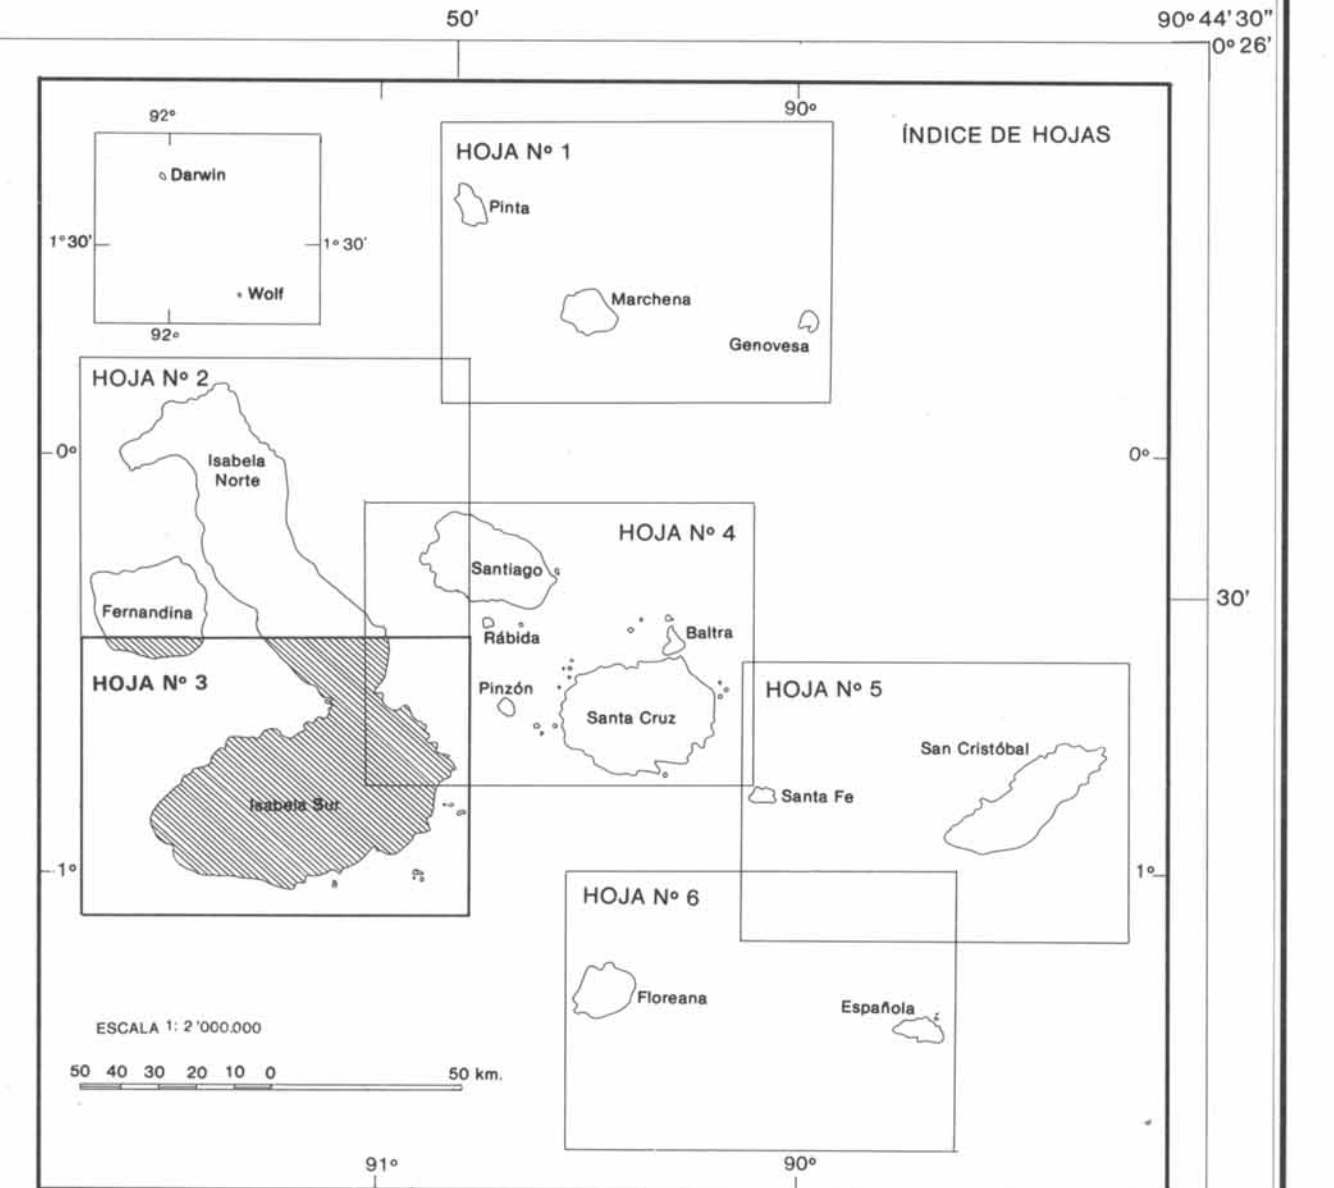 50'
90° 44'30"
0° 26'
ÍNDICE DE HOJAS
92°
Darwin
1°30'
1°30'
Wolf
92°
90°
HOJA Nº 1
Pinta
Marchena
Genovesa
HOJA Nº 2
0°
Isabela
Norte
0°
Fernandina
HOJA Nº 4
Santiago
Rábida
Baltra
30'
Pinzón
Santa Cruz
HOJA Nº 3
Isabela Sur
HOJA Nº 5
San Cristóbal
Santa Fe
1°
1°
HOJA Nº 6
Floreana
Española
ESCALA 1: 2'000.000
50 40 30 20 10 0 50 km.
91°
90°